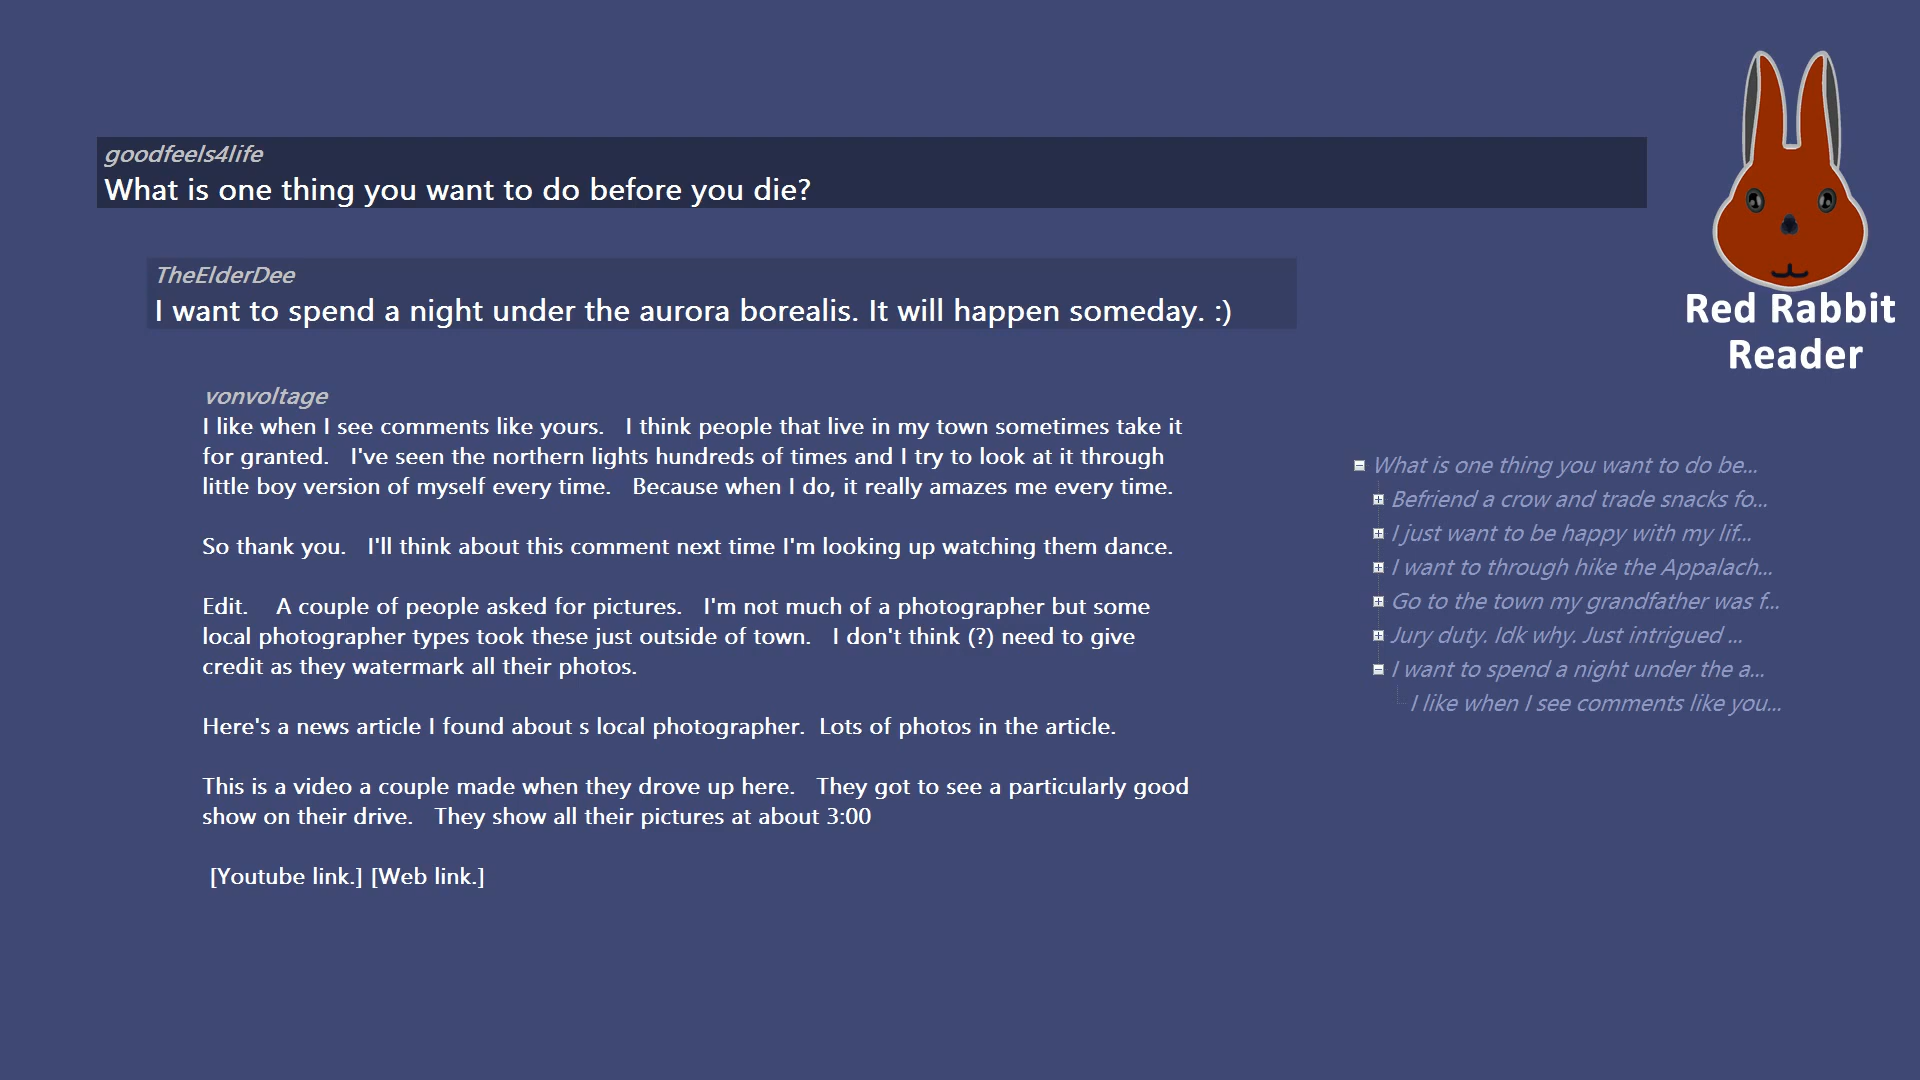 goodfeels4life
What is one thing you want to do before you die?
TheElderDee
I want to spend a night under the aurora borealis. It will happen someday. :)
vonvoltage
I like when I see comments like yours.   I think people that live in my town sometimes take it
for granted.   I've seen the northern lights hundreds of times and I try to look at it through
little boy version of myself every time.   Because when I do, it really amazes me every time.
So thank you.   I'll think about this comment next time I'm looking up watching them dance.
Edit.    A couple of people asked for pictures.   I'm not much of a photographer but some
local photographer types took these just outside of town.   I don't think (?) need to give
credit as they watermark all their photos.
Here's a news article I found about s local photographer.  Lots of photos in the article.
This is a video a couple made when they drove up here.   They got to see a particularly good
show on their drive.   They show all their pictures at about 3:00
[Youtube link.] [Web link.]
Red Rabbit
Reader
What is one thing you want to do be...
Befriend a crow and trade snacks fo...
I just want to be happy with my lif...
I want to through hike the Appalach...
Go to the town my grandfather was f...
Jury duty. Idk why. Just intrigued ...
I want to spend a night under the a...
I like when I see comments like you...